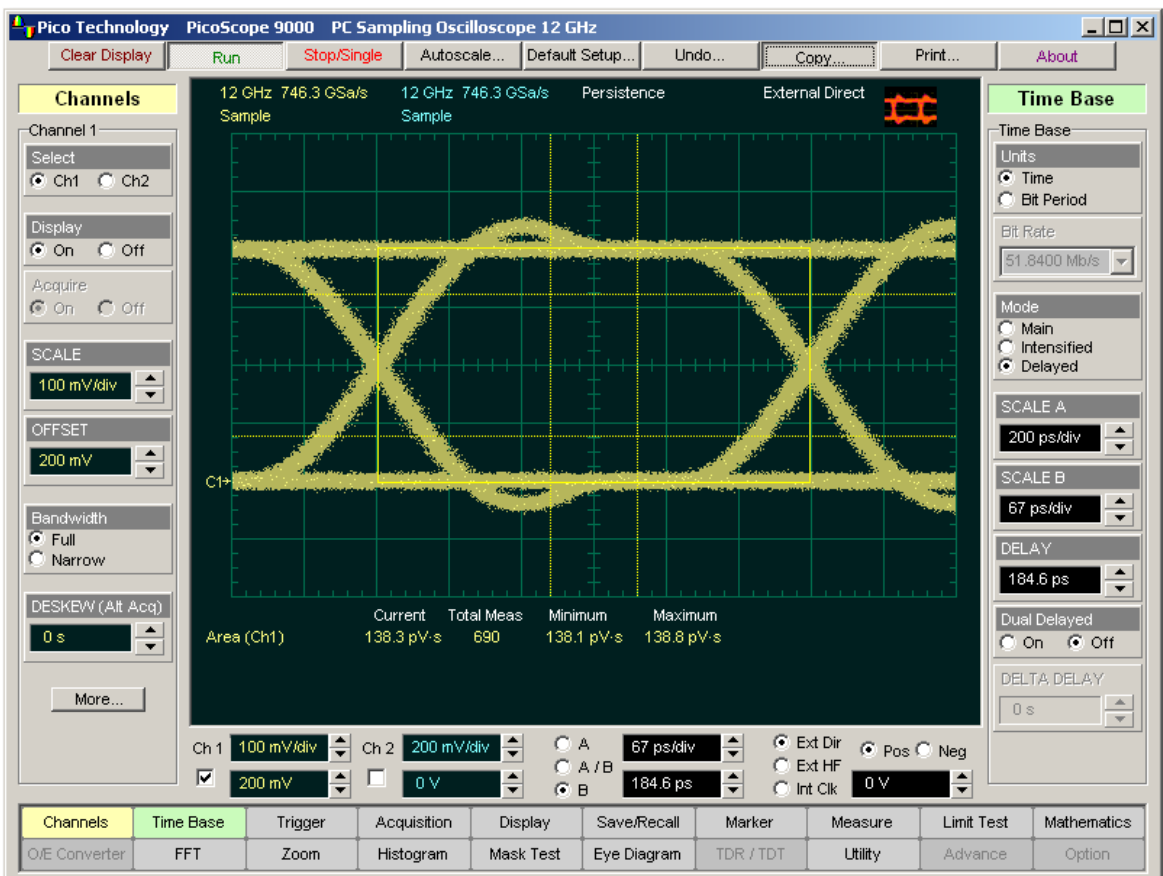 Pico Technology PicoScope 9000 PC Sampling Oscilloscope 12 GHz
Clear Display Run Stop/Single Autoscale... Default Setup... Undo... Copy... Print... About
Channels
Channel 1
Select
Ch1 Ch2
Display
On Off
Acquire
On Off
SCALE
100 mV/div
OFFSET
200 mV
Bandwidth
Full
Narrow
DESKEW (Alt Acq)
0 s
More...
12 GHz 746.3 GSa/s 12 GHz 746.3 GSa/s Persistence External Direct
Sample Sample
C1
Current Total Meas Minimum Maximum
Area (Ch1) 138.3 pV·s 690 138.1 pV·s 138.8 pV·s
Time Base
Time Base
Units
Time
Bit Period
Bit Rate
51.8400 Mb/s
Mode
Main
Intensified
Delayed
SCALE A
200 ps/div
SCALE B
67 ps/div
DELAY
184.6 ps
Dual Delayed
On Off
DELTA DELAY
0 s
Ch 1 100 mV/div Ch 2 200 mV/div A 67 ps/div Ext Dir Pos Neg
A / B Ext HF
200 mV 0 V B 184.6 ps Int Clk 0 V
Channels Time Base Trigger Acquisition Display Save/Recall Marker Measure Limit Test Mathematics
O/E Converter FFT Zoom Histogram Mask Test Eye Diagram TDR / TDT Utility Advance Option